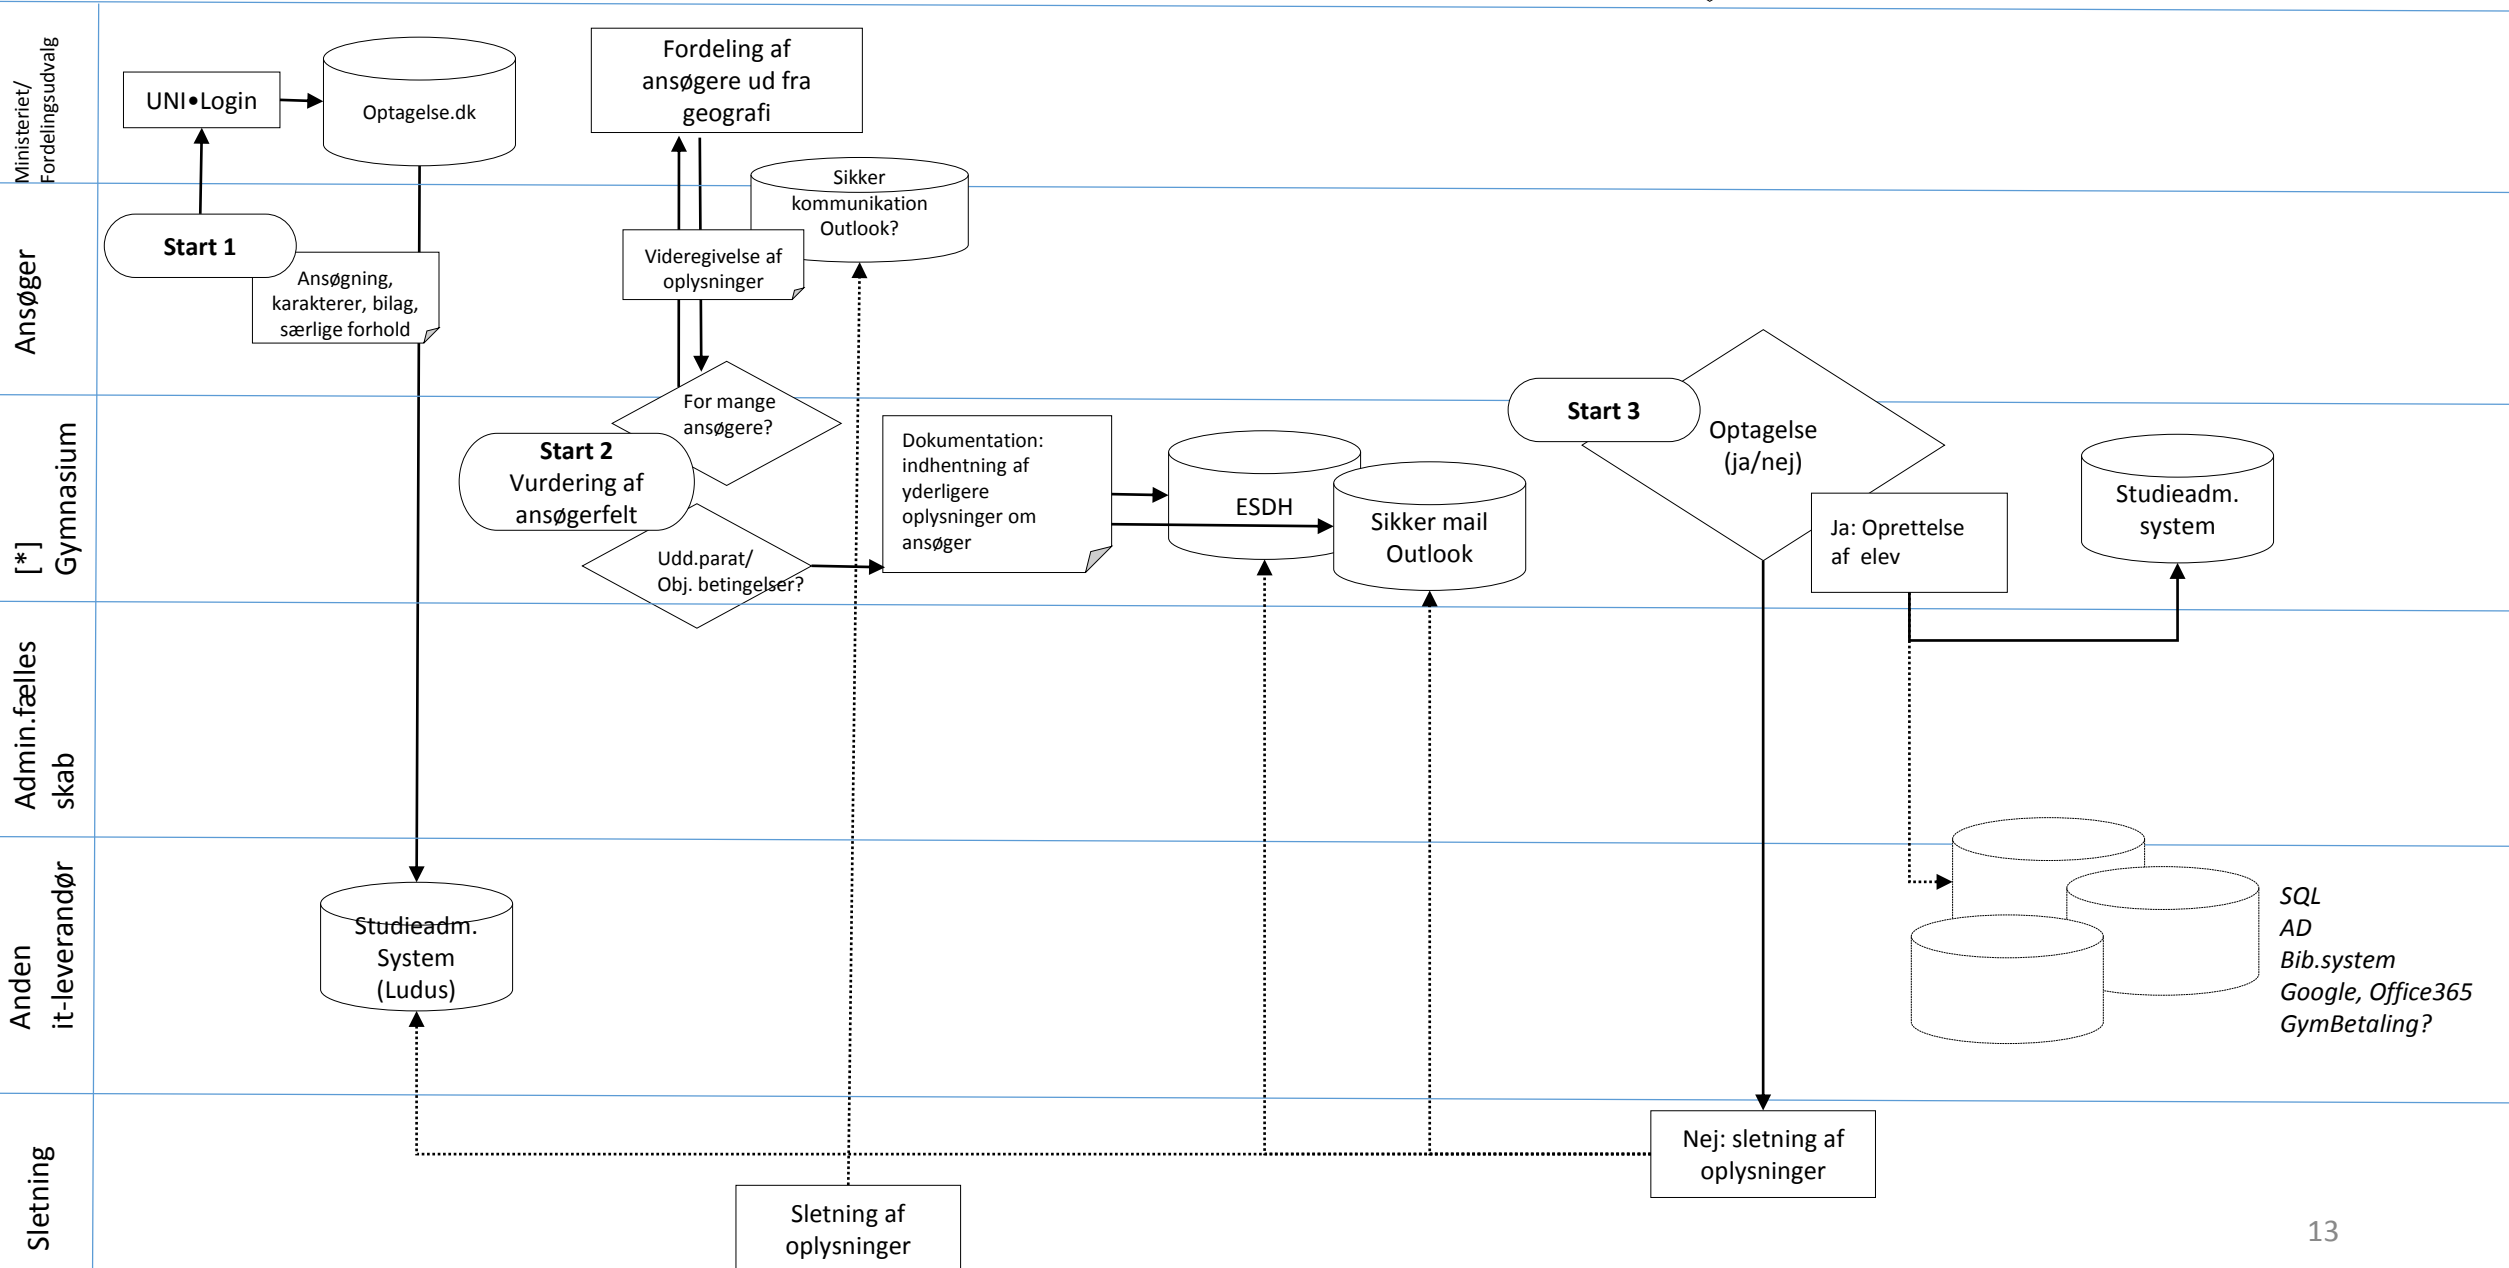 Ministeriet/
Fordelingsudvalg
UNI•Login
Optagelse.dk
Fordeling af
ansøgere ud fra
geografi
Sikker
kommunikation
Outlook?
Ansøger
Start 1
Ansøgning,
karakterer, bilag,
særlige forhold
Videregivelse af
oplysninger
[*]
Gymnasium
For mange
ansøgere?
Start 2
Vurdering af
ansøgerfelt
Udd.parat/
Obj. betingelser?
Dokumentation:
indhentning af
yderligere
oplysninger om
ansøger
ESDH
Sikker mail
Outlook
Start 3
Optagelse
(ja/nej)
Ja: Oprettelse
af elev
Studieadm.
system
Admin.fælles
skab
Anden
it-leverandør
Studieadm.
System
(Ludus)
SQL
AD
Bib.system
Google, Office365
GymBetaling?
Sletning
Nej: sletning af
oplysninger
Sletning af
oplysninger
13